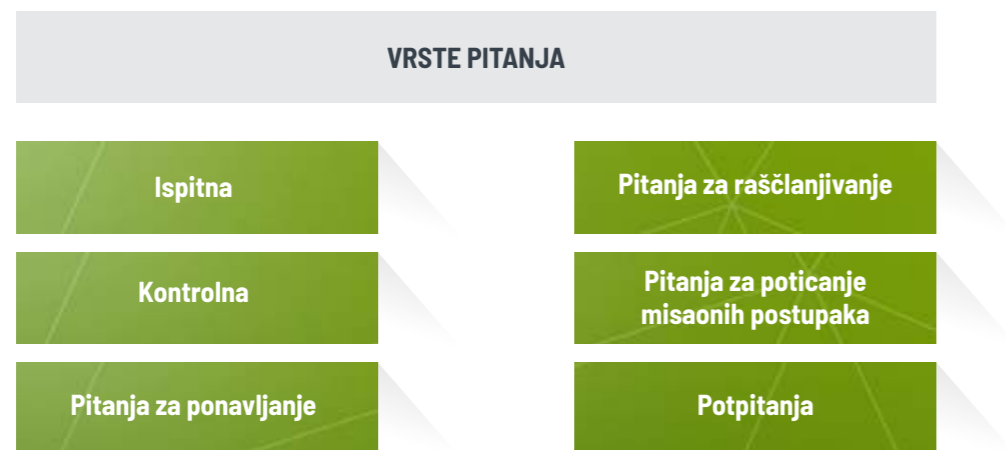 VRSTE PITANJA
Ispitna
Kontrolna
Pitanja za ponavljanje
Pitanja za raščlanjivanje
Pitanja za poticanje
misaonih postupaka
Potpitanja